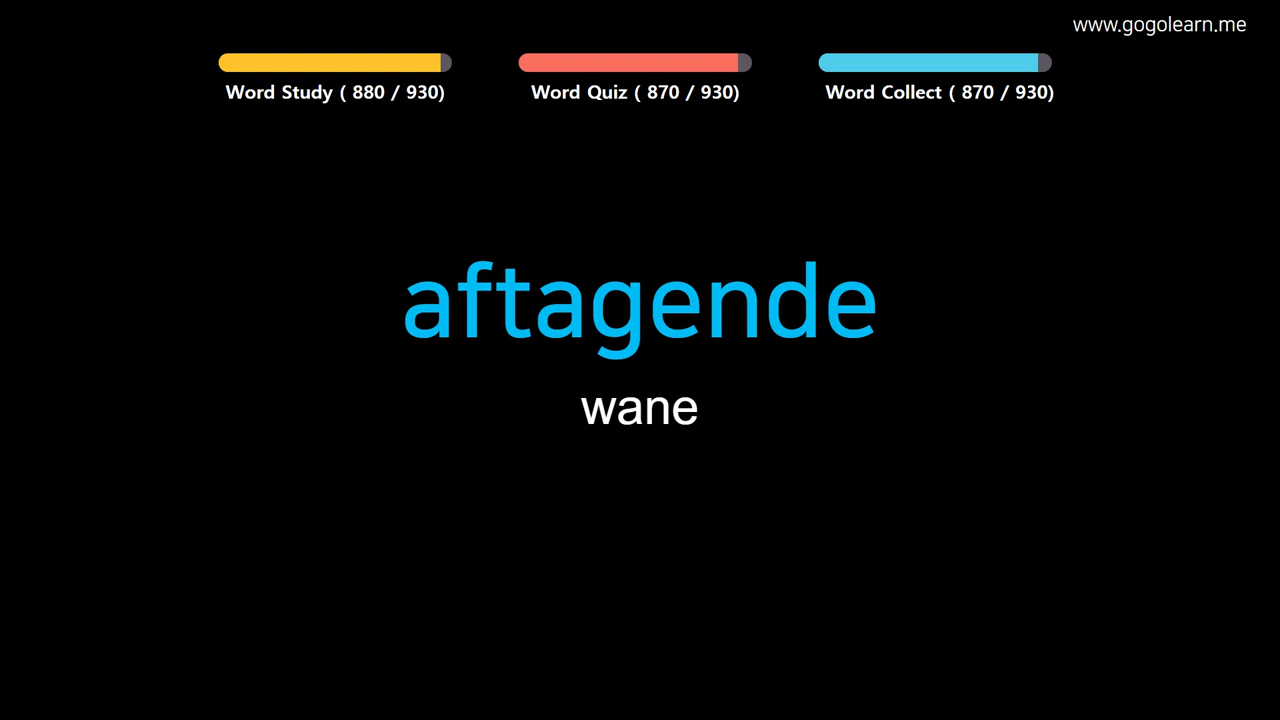 www.gogolearn.me
Word Study ( 880 / 930)
Word Quiz ( 870 / 930)
Word Collect ( 870 / 930)
aftagende
wane